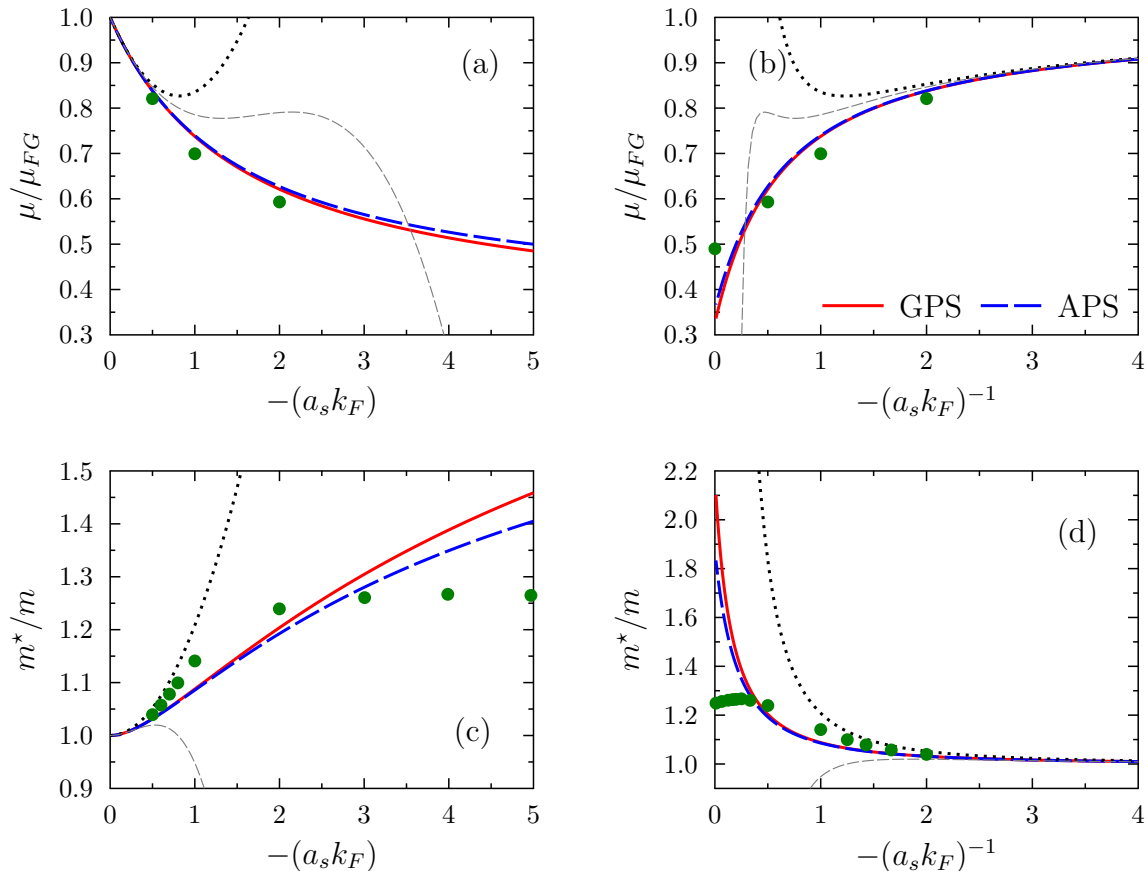 1.0
0.9
0.8
0.7
0.6
0.5
0.4
0.3
μ/μ_{FG}
(a)
0 1 2 3 4 5
−(a_s k_F)
1.0
0.9
0.8
0.7
0.6
0.5
0.4
0.3
μ/μ_{FG}
(b)
GPS APS
0 1 2 3 4
−(a_s k_F)^{−1}
1.5
1.4
1.3
1.2
1.1
1.0
0.9
m^⋆/m
(c)
0 1 2 3 4 5
−(a_s k_F)
2.2
2.0
1.8
1.6
1.4
1.2
1.0
m^⋆/m
(d)
0 1 2 3 4
−(a_s k_F)^{−1}